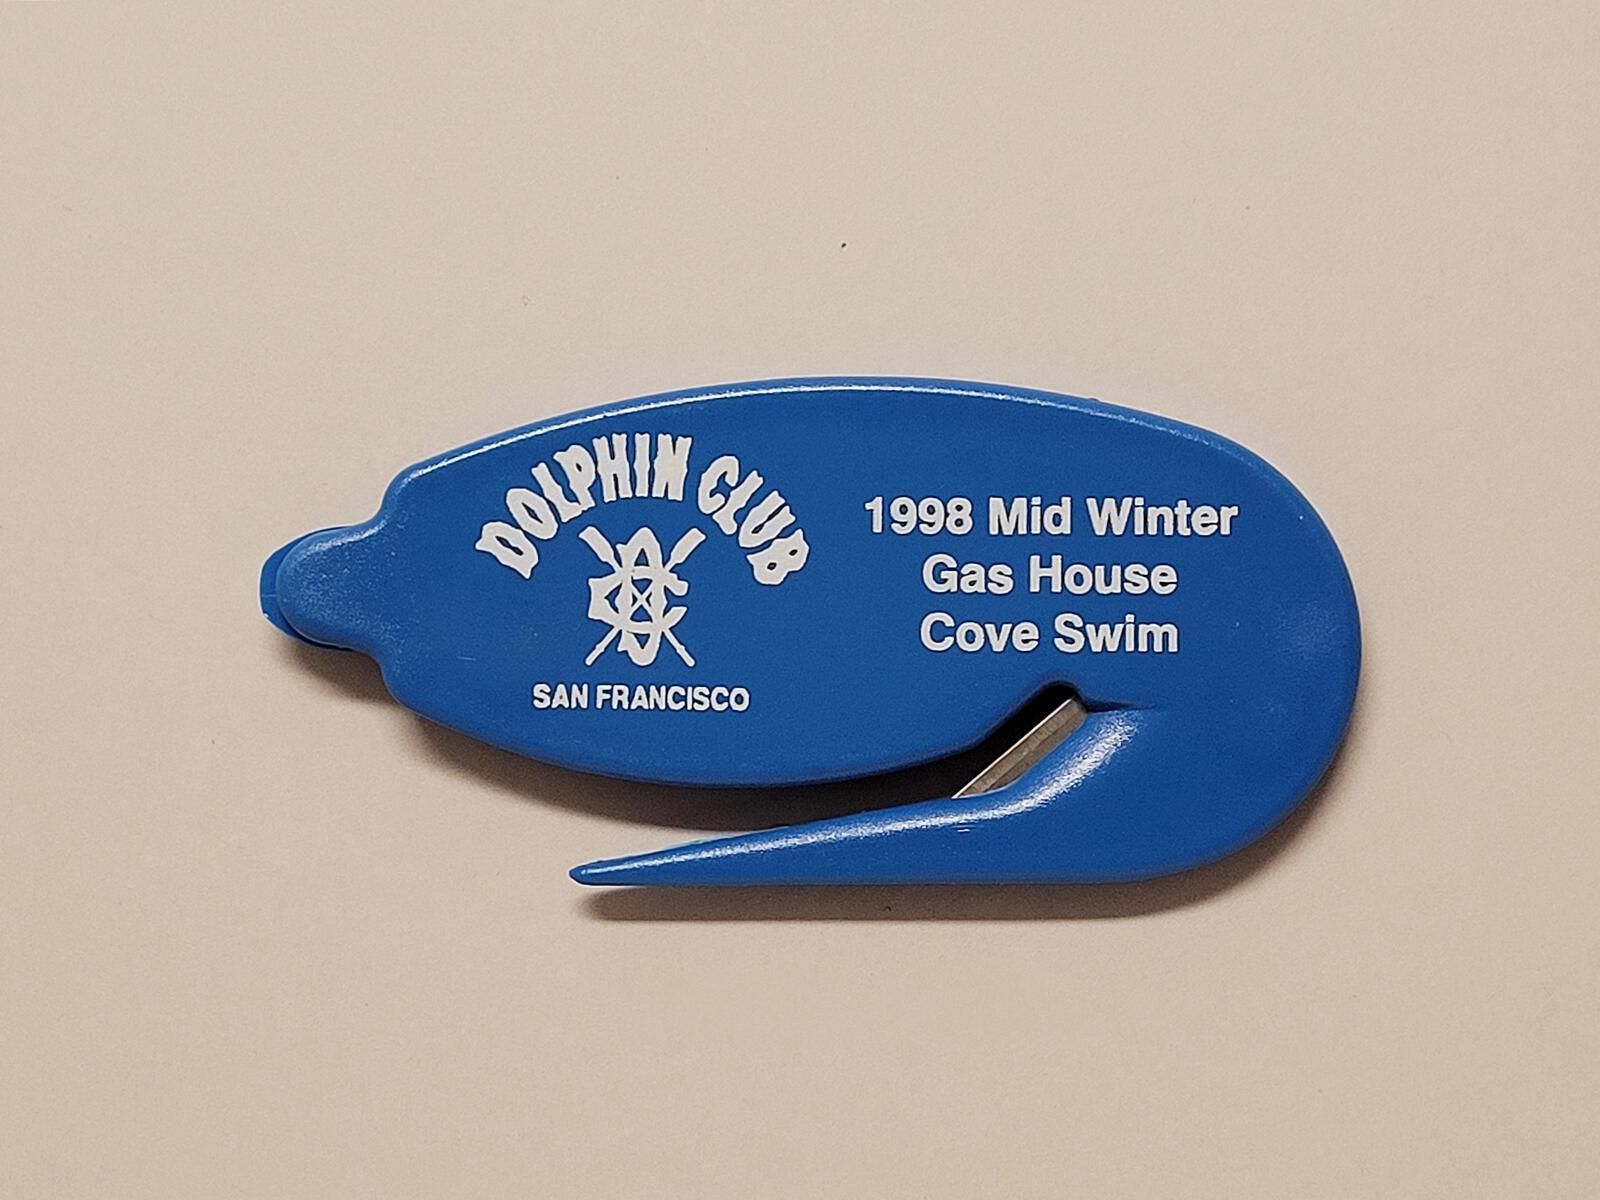 DOLPHIN CLUB
SAN FRANCISCO
1998 Mid Winter
Gas House
Cove Swim